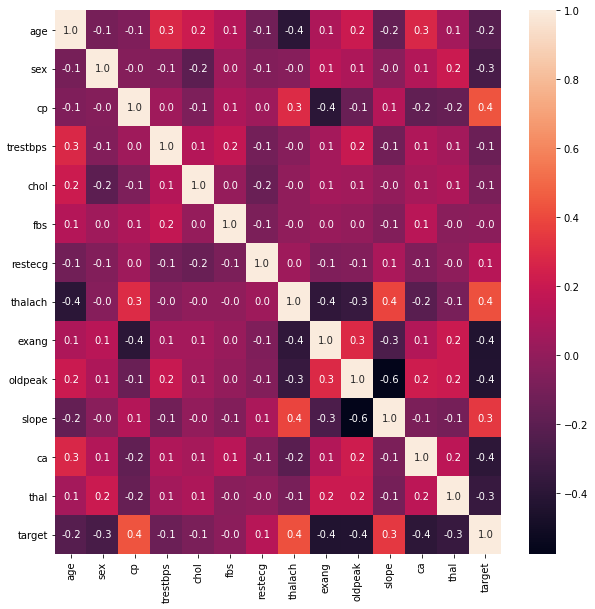 age 1.0 -0.1 -0.1 0.3 0.2 0.1 -0.1 -0.4 0.1 0.2 -0.2 0.3 0.1 -0.2
sex -0.1 1.0 -0.0 -0.1 -0.2 0.0 -0.1 -0.0 0.1 0.1 -0.0 0.1 0.2 -0.3
cp -0.1 -0.0 1.0 0.0 -0.1 0.1 0.0 0.3 -0.4 -0.1 0.1 -0.2 -0.2 0.4
trestbps 0.3 -0.1 0.0 1.0 0.1 0.2 -0.1 -0.0 0.1 0.2 -0.1 0.1 0.1 -0.1
chol 0.2 -0.2 -0.1 0.1 1.0 0.0 -0.2 -0.0 0.1 0.1 -0.0 0.1 0.1 -0.1
fbs 0.1 0.0 0.1 0.2 0.0 1.0 -0.1 -0.0 0.0 0.0 -0.1 0.1 -0.0 -0.0
restecg -0.1 -0.1 0.0 -0.1 -0.2 -0.1 1.0 0.0 -0.1 -0.1 0.1 -0.1 -0.0 0.1
thalach -0.4 -0.0 0.3 -0.0 -0.0 -0.0 0.0 1.0 -0.4 -0.3 0.4 -0.2 -0.1 0.4
exang 0.1 0.1 -0.4 0.1 0.1 0.0 -0.1 -0.4 1.0 0.3 -0.3 0.1 0.2 -0.4
oldpeak 0.2 0.1 -0.1 0.2 0.1 0.0 -0.1 -0.3 0.3 1.0 -0.6 0.2 0.2 -0.4
slope -0.2 -0.0 0.1 -0.1 -0.0 -0.1 0.1 0.4 -0.3 -0.6 1.0 -0.1 -0.1 0.3
ca 0.3 0.1 -0.2 0.1 0.1 0.1 -0.1 -0.2 0.1 0.2 -0.1 1.0 0.2 -0.4
thal 0.1 0.2 -0.2 0.1 0.1 -0.0 -0.0 -0.1 0.2 0.2 -0.1 0.2 1.0 -0.3
target -0.2 -0.3 0.4 -0.1 -0.1 -0.0 0.1 0.4 -0.4 -0.4 0.3 -0.4 -0.3 1.0
age sex cp trestbps chol fbs restecg thalach exang oldpeak slope ca thal target
1.0
0.8
0.6
0.4
0.2
0.0
−0.2
−0.4